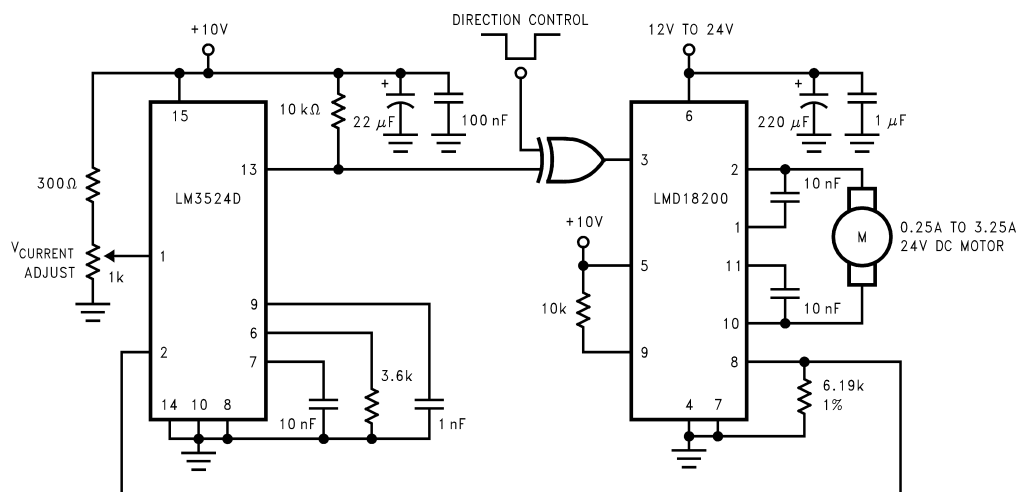 DIRECTION CONTROL
+10V
12V TO 24V
15
10 kΩ
+
22 μF
100 nF
6
+
220 μF
1 μF
300Ω
13
LM3524D
3
LMD18200
2
10 nF
1
VCURRENT
ADJUST
1k
1
+10V
5
11
M
0.25A TO 3.25A
24V DC MOTOR
9
6
7
10k
9
10
10 nF
2
8
3.6k
6.19k
1%
14
10
8
10 nF
1 nF
4
7